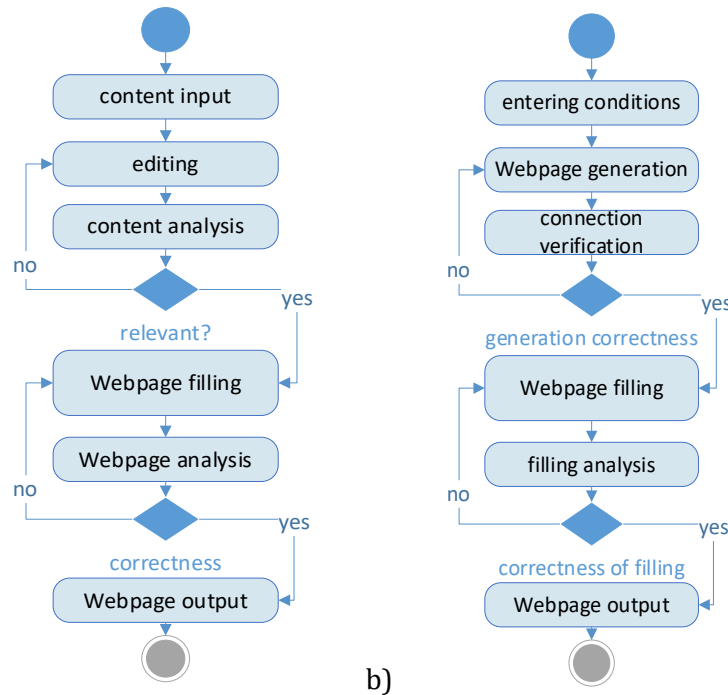 content input
editing
content analysis
no
yes
relevant?
Webpage filling
Webpage analysis
no
yes
correctness
Webpage output
b)
entering conditions
Webpage generation
connection
verification
no
yes
generation correctness
Webpage filling
filling analysis
no
yes
correctness of filling
Webpage output